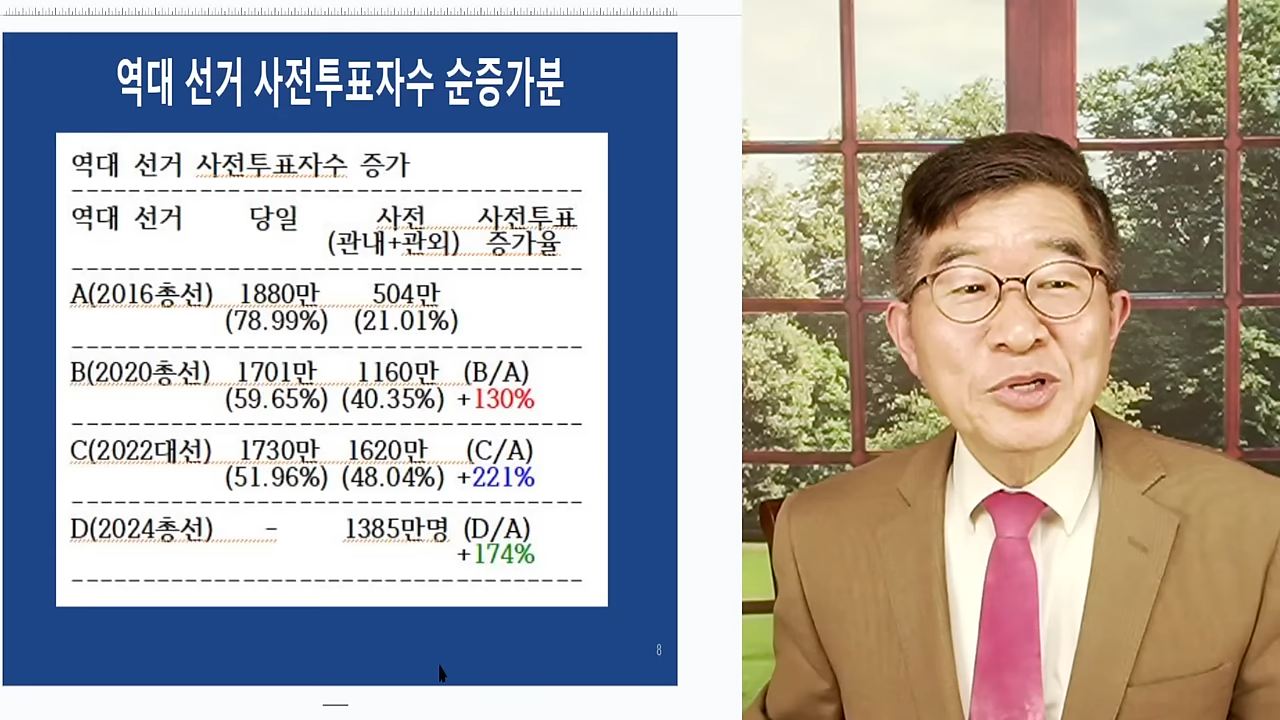 역대 선거 사전투표자수 순증가분
역대 선거 사전투표자수 증가
역대 선거 당일 사전 사전투표
(관내+관외) 증가율
A(2016총선) 1880만 504만
(78.99%) (21.01%)
B(2020총선) 1701만 1160만 (B/A)
(59.65%) (40.35%) +130%
C(2022대선) 1730만 1620만 (C/A)
(51.96%) (48.04%) +221%
D(2024총선) - 1385만명 (D/A)
+174%
8